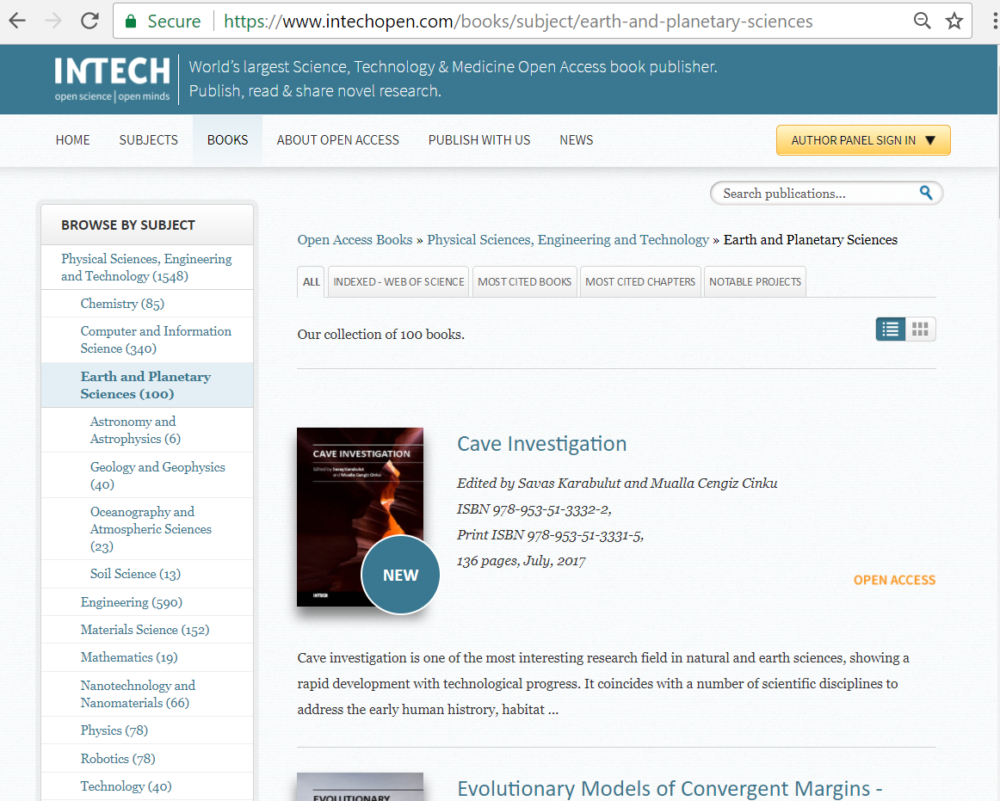 Secure
https://www.intechopen.com/books/subject/earth-and-planetary-sciences
INTECH
open science | open minds
World's largest Science, Technology & Medicine Open Access book publisher.
Publish, read & share novel research.
HOME
SUBJECTS
BOOKS
ABOUT OPEN ACCESS
PUBLISH WITH US
NEWS
AUTHOR PANEL SIGN IN ▼
Search publications...
BROWSE BY SUBJECT
Physical Sciences, Engineering
and Technology (1548)
Chemistry (85)
Computer and Information
Science (340)
Earth and Planetary
Sciences (100)
Astronomy and
Astrophysics (6)
Geology and Geophysics
(40)
Oceanography and
Atmospheric Sciences
(23)
Soil Science (13)
Engineering (590)
Materials Science (152)
Mathematics (19)
Nanotechnology and
Nanomaterials (66)
Physics (78)
Robotics (78)
Technology (40)
Open Access Books » Physical Sciences, Engineering and Technology » Earth and Planetary Sciences
ALL
INDEXED - WEB OF SCIENCE
MOST CITED BOOKS
MOST CITED CHAPTERS
NOTABLE PROJECTS
Our collection of 100 books.
CAVE INVESTIGATION
Edited by Savas Karabulut
and Mualla Cengiz Cinku
INTECH
NEW
Cave Investigation
Edited by Savas Karabulut and Mualla Cengiz Cinku
ISBN 978-953-51-3332-2,
Print ISBN 978-953-51-3331-5,
136 pages, July, 2017
OPEN ACCESS
Cave investigation is one of the most interesting research field in natural and earth sciences, showing a
rapid development with technological progress. It coincides with a number of scientific disciplines to
address the early human histrory, habitat ...
EVOLUTIONARY
Evolutionary Models of Convergent Margins -